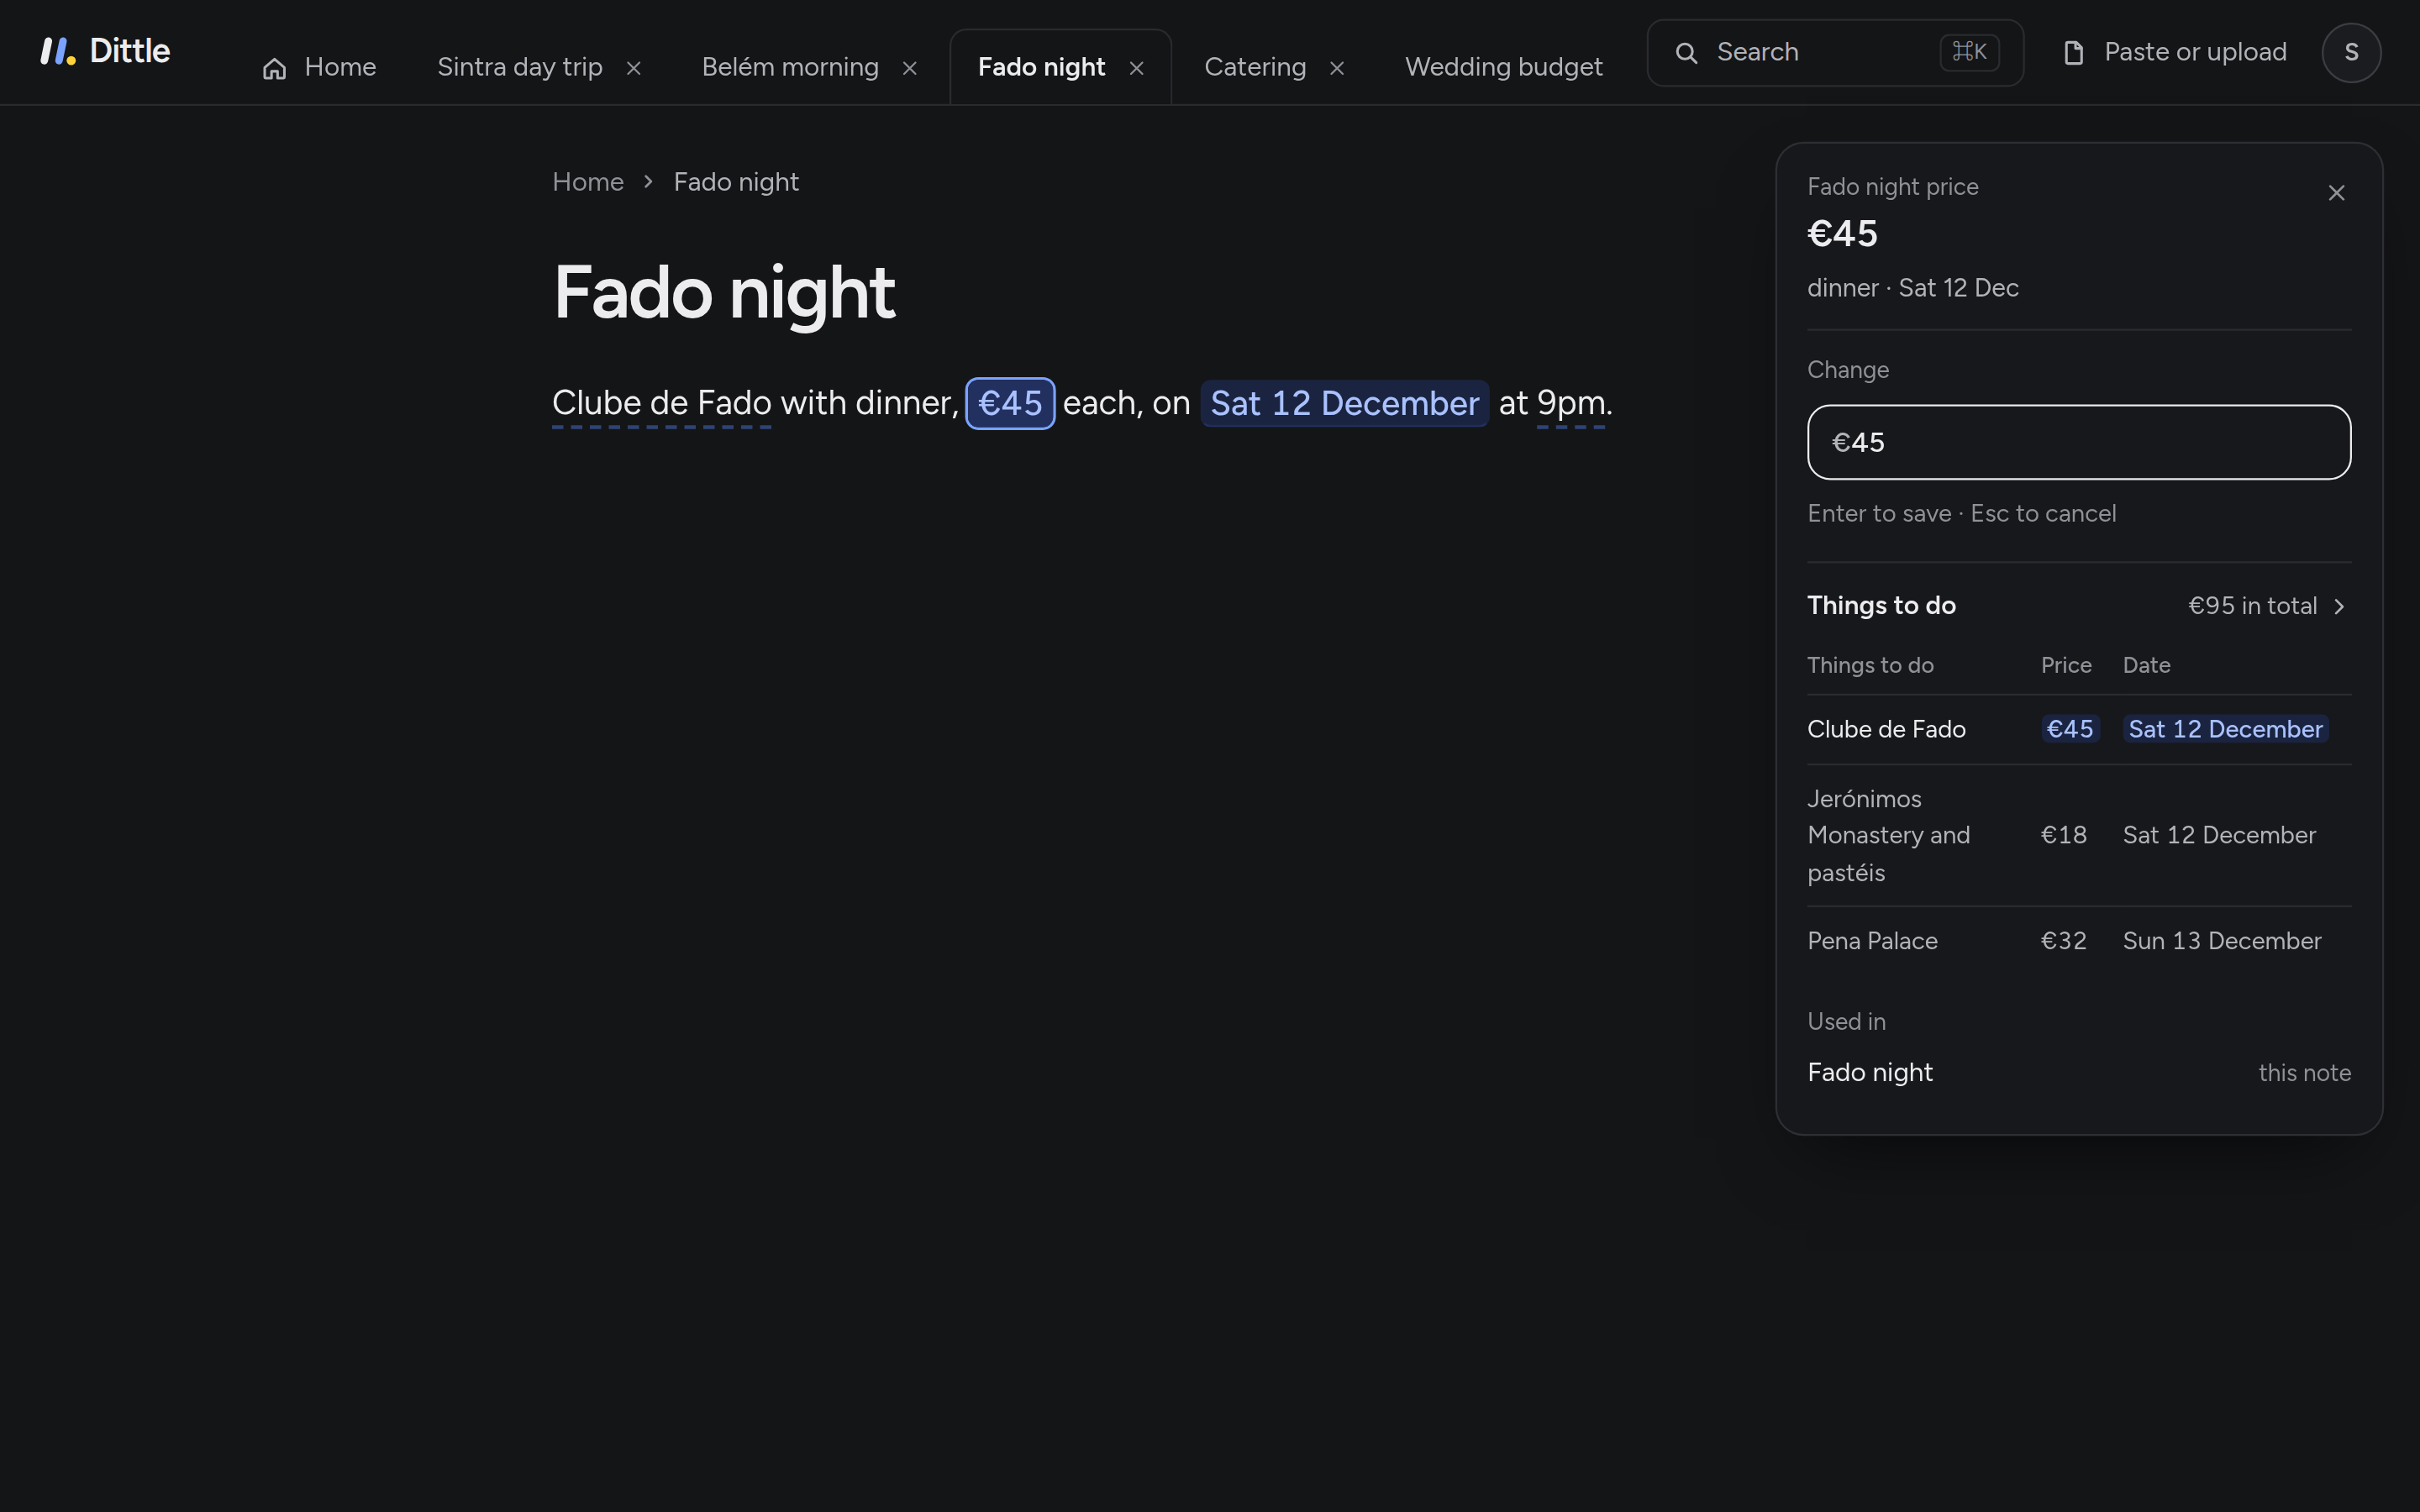 Dittle
Home
Sintra day trip
Belém morning
Fado night
Catering
Wedding budget
Search
⌘K
Paste or upload
S
Home
Fado night
Fado night
Clube de Fado with dinner, €45 each, on Sat 12 December at 9pm.
Fado night price
€45
dinner · Sat 12 Dec
Change
€45
Enter to save · Esc to cancel
Things to do €95 in total
Things to do Price Date
Clube de Fado €45 Sat 12 December
Jerónimos
Monastery and €18 Sat 12 December
pastéis
Pena Palace €32 Sun 13 December
Used in
Fado night this note